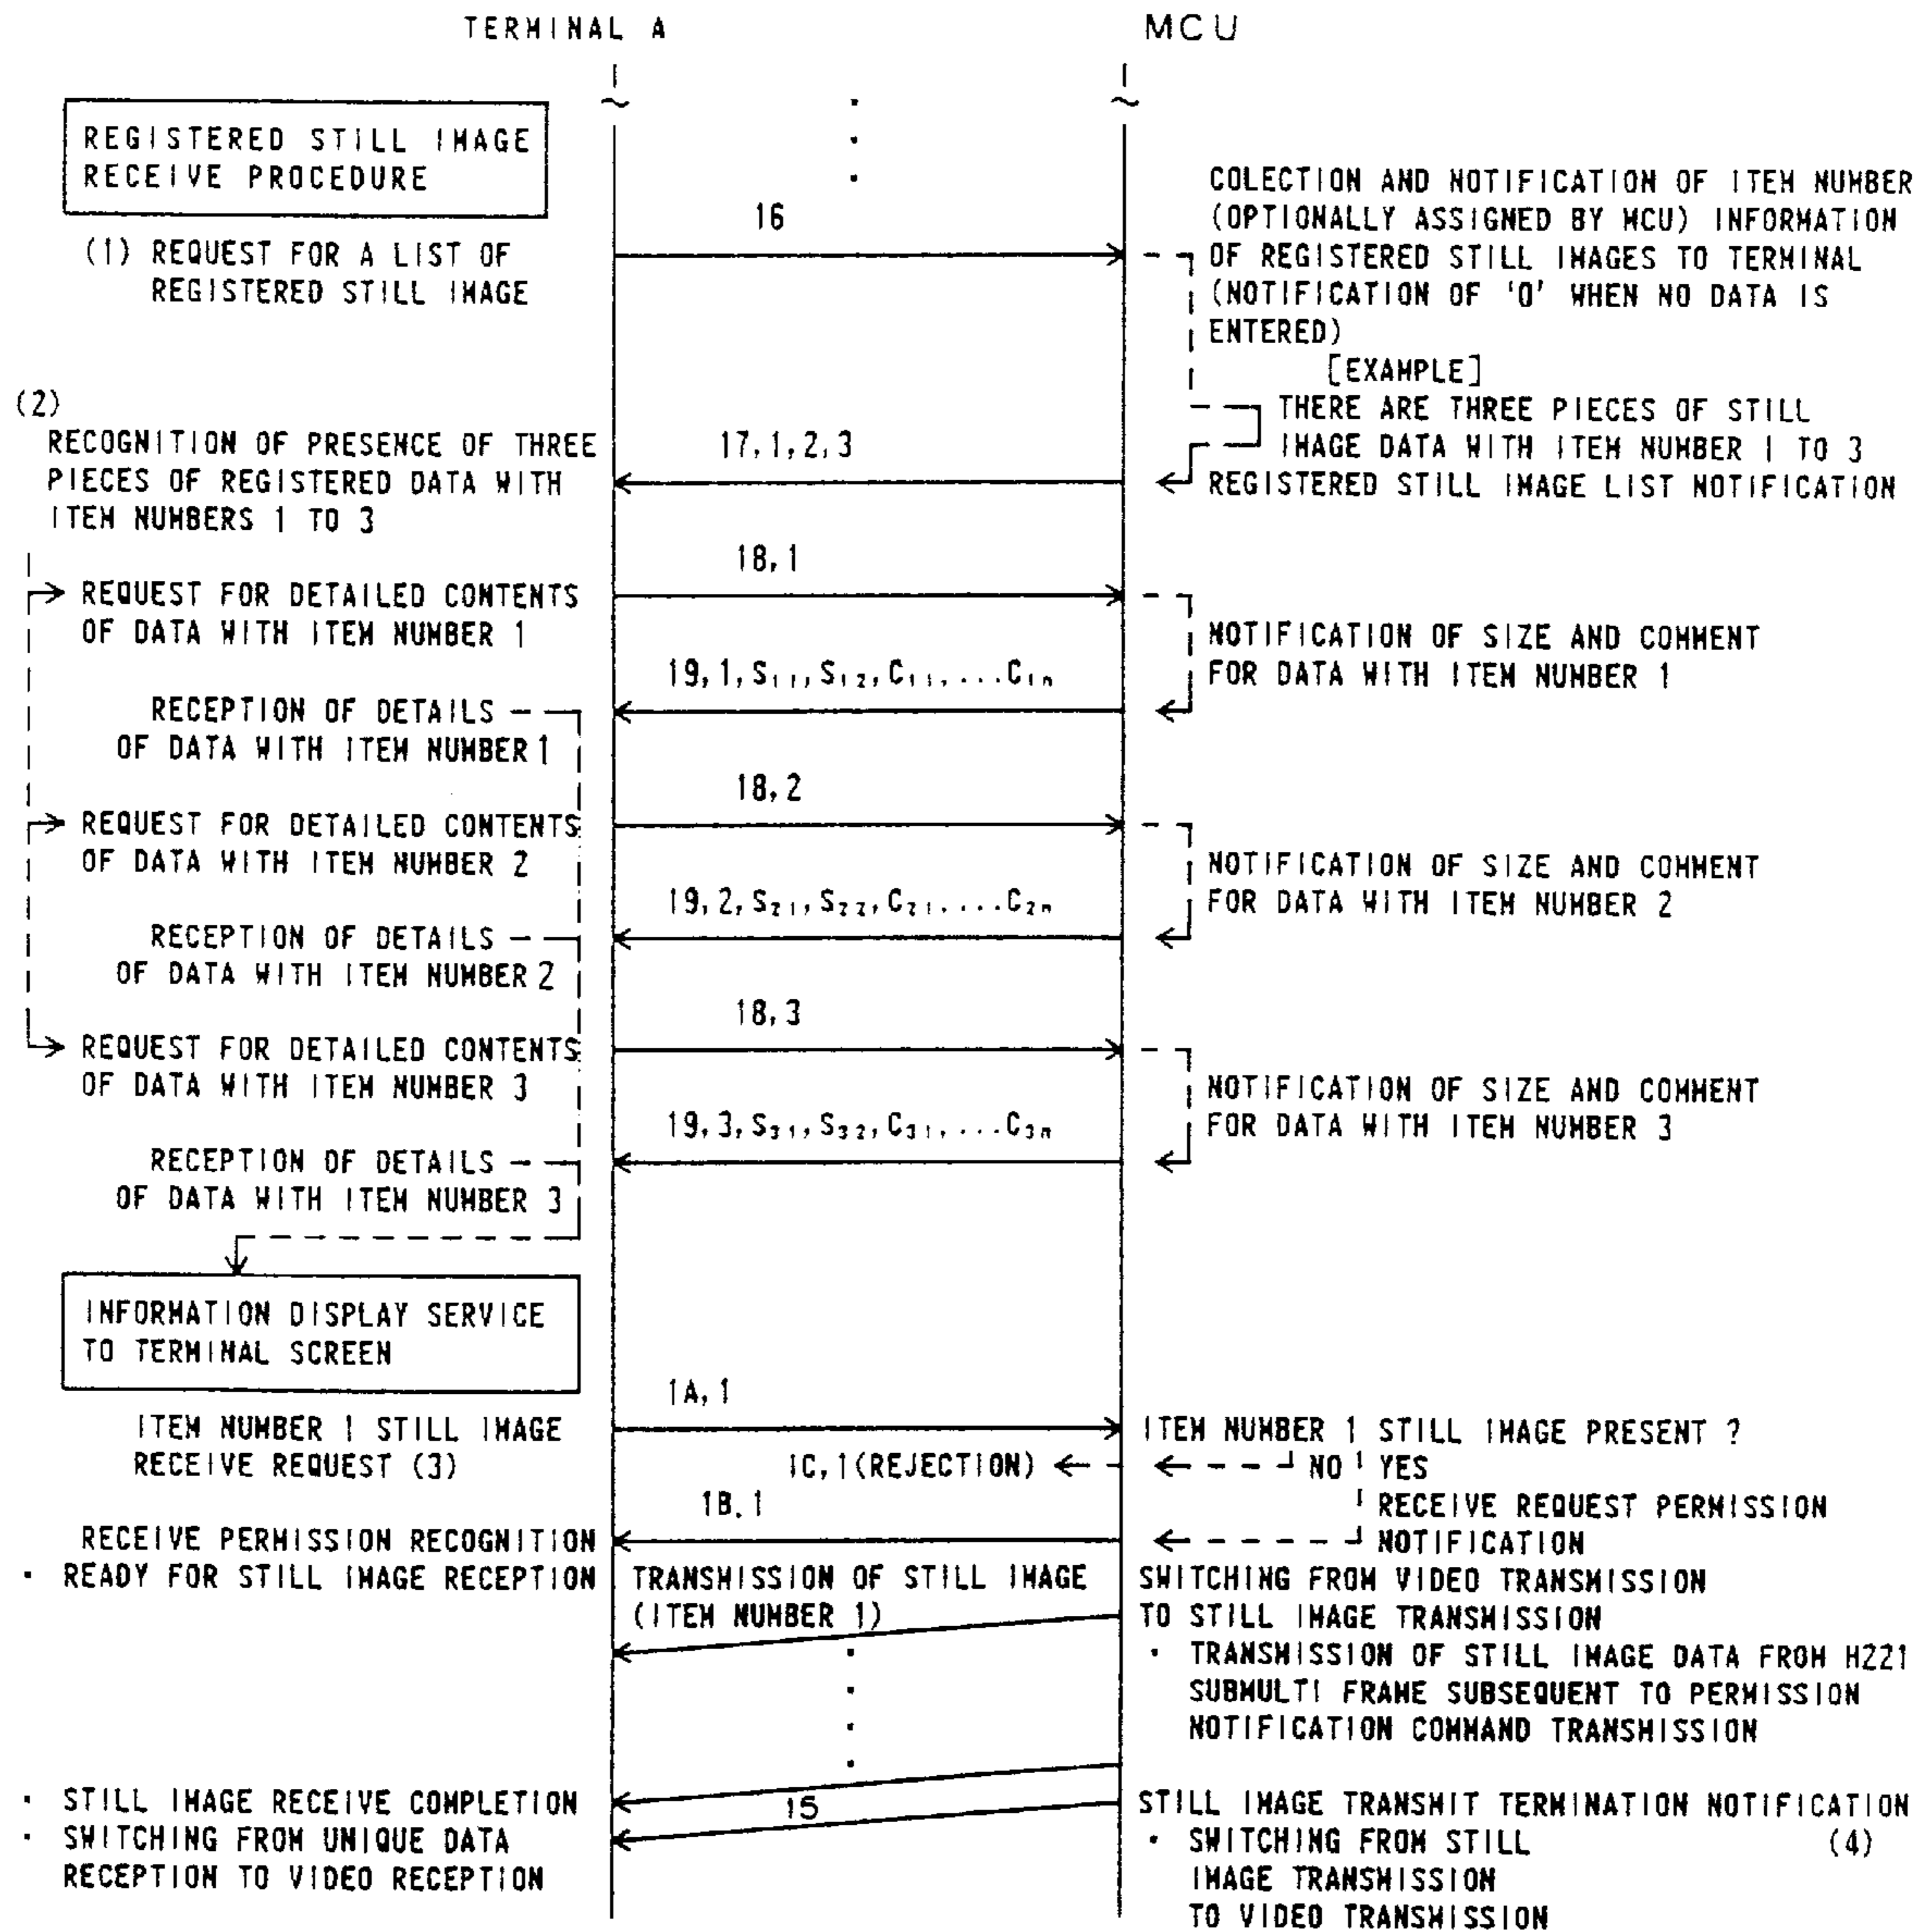 TERMINAL A
MCU
REGISTERED STILL IMAGE
RECEIVE PROCEDURE
(1) REQUEST FOR A LIST OF
REGISTERED STILL IMAGE
16
COLECTION AND NOTIFICATION OF ITEM NUMBER
(OPTIONALLY ASSIGNED BY MCU) INFORMATION
OF REGISTERED STILL IMAGES TO TERMINAL
(NOTIFICATION OF '0' WHEN NO DATA IS
ENTERED)
[EXAMPLE]
THERE ARE THREE PIECES OF STILL
IMAGE DATA WITH ITEM NUMBER 1 TO 3
REGISTERED STILL IMAGE LIST NOTIFICATION
(2)
RECOGNITION OF PRESENCE OF THREE
PIECES OF REGISTERED DATA WITH
ITEM NUMBERS 1 TO 3
17, 1, 2, 3
18, 1
REQUEST FOR DETAILED CONTENTS
OF DATA WITH ITEM NUMBER 1
NOTIFICATION OF SIZE AND COMMENT
FOR DATA WITH ITEM NUMBER 1
19, 1, S₁₁, S₁₂, C₁₁, ...C₁ₙ
RECEPTION OF DETAILS
OF DATA WITH ITEM NUMBER 1
18, 2
REQUEST FOR DETAILED CONTENTS
OF DATA WITH ITEM NUMBER 2
NOTIFICATION OF SIZE AND COMMENT
FOR DATA WITH ITEM NUMBER 2
19, 2, S₂₁, S₂₂, C₂₁, ...C₂ₙ
RECEPTION OF DETAILS
OF DATA WITH ITEM NUMBER 2
18, 3
REQUEST FOR DETAILED CONTENTS
OF DATA WITH ITEM NUMBER 3
NOTIFICATION OF SIZE AND COMMENT
FOR DATA WITH ITEM NUMBER 3
19, 3, S₃₁, S₃₂, C₃₁, ...C₃ₙ
RECEPTION OF DETAILS
OF DATA WITH ITEM NUMBER 3
INFORMATION DISPLAY SERVICE
TO TERMINAL SCREEN
1A, 1
ITEM NUMBER 1 STILL IMAGE
RECEIVE REQUEST (3)
ITEM NUMBER 1 STILL IMAGE PRESENT ?
1C, 1 (REJECTION)
NO YES
1B, 1
RECEIVE REQUEST PERMISSION
NOTIFICATION
RECEIVE PERMISSION RECOGNITION
· READY FOR STILL IMAGE RECEPTION
TRANSMISSION OF STILL IMAGE
(ITEM NUMBER 1)
SWITCHING FROM VIDEO TRANSMISSION
TO STILL IMAGE TRANSMISSION
· TRANSMISSION OF STILL IMAGE DATA FROM H221
SUBMULTI FRAME SUBSEQUENT TO PERMISSION
NOTIFICATION COMMAND TRANSMISSION
· STILL IMAGE RECEIVE COMPLETION
· SWITCHING FROM UNIQUE DATA
RECEPTION TO VIDEO RECEPTION
15
STILL IMAGE TRANSMIT TERMINATION NOTIFICATION
(4)
· SWITCHING FROM STILL
IMAGE TRANSMISSION
TO VIDEO TRANSMISSION